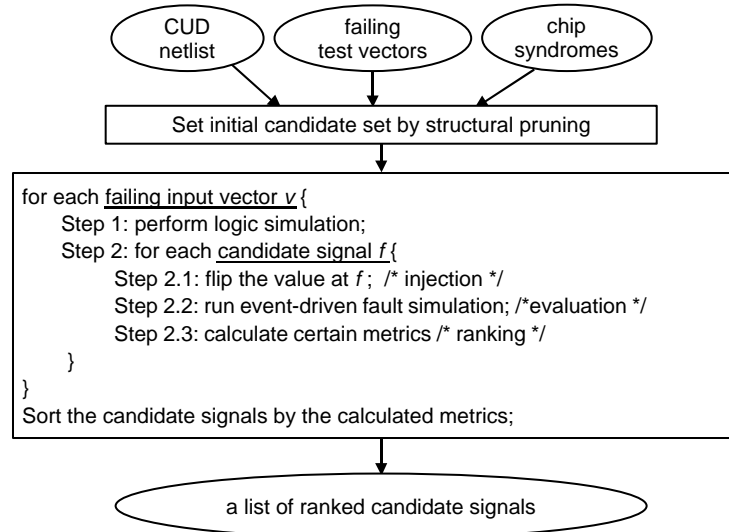 CUD
netlist
failing
test vectors
chip
syndromes
Set initial candidate set by structural pruning
for each failing input vector v {
Step 1: perform logic simulation;
Step 2: for each candidate signal f {
Step 2.1: flip the value at f ; /* injection */
Step 2.2: run event-driven fault simulation; /*evaluation */
Step 2.3: calculate certain metrics /* ranking */
}
}
Sort the candidate signals by the calculated metrics;
a list of ranked candidate signals